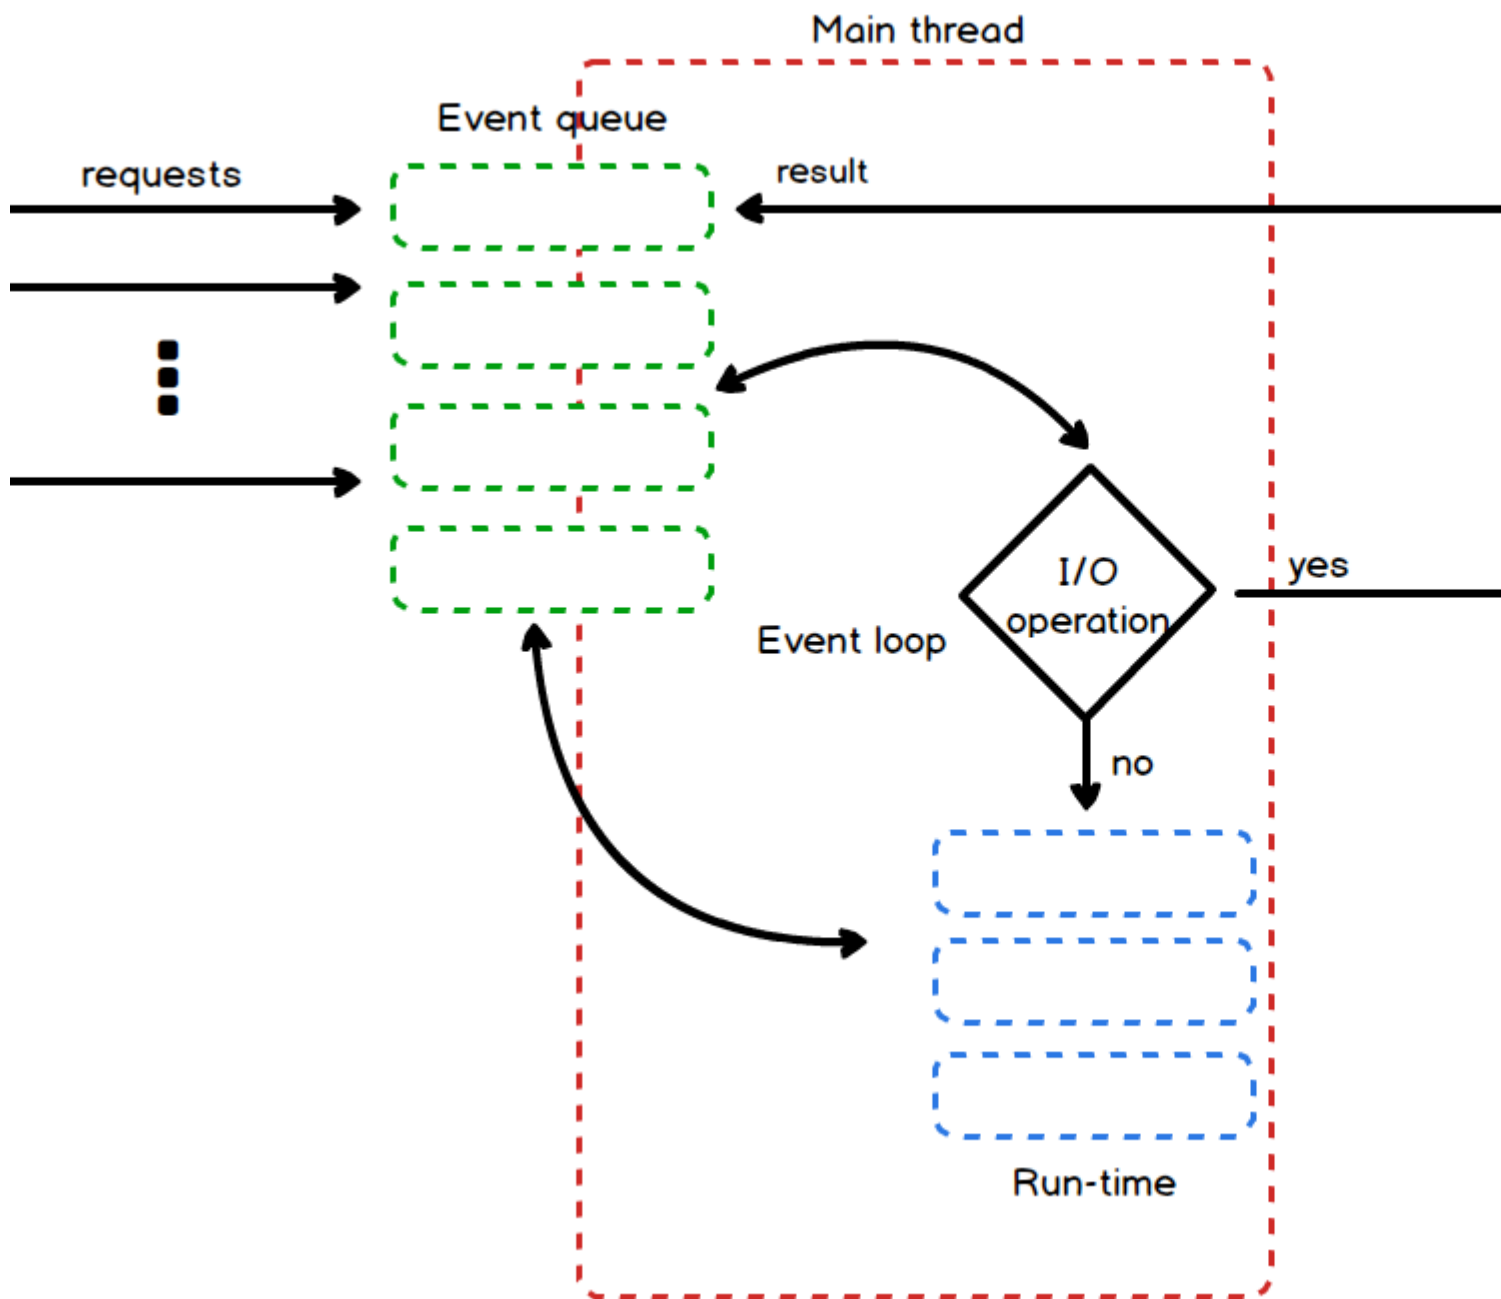 Main thread
Event queue
requests
result
I/O
operation
yes
Event loop
no
Run-time